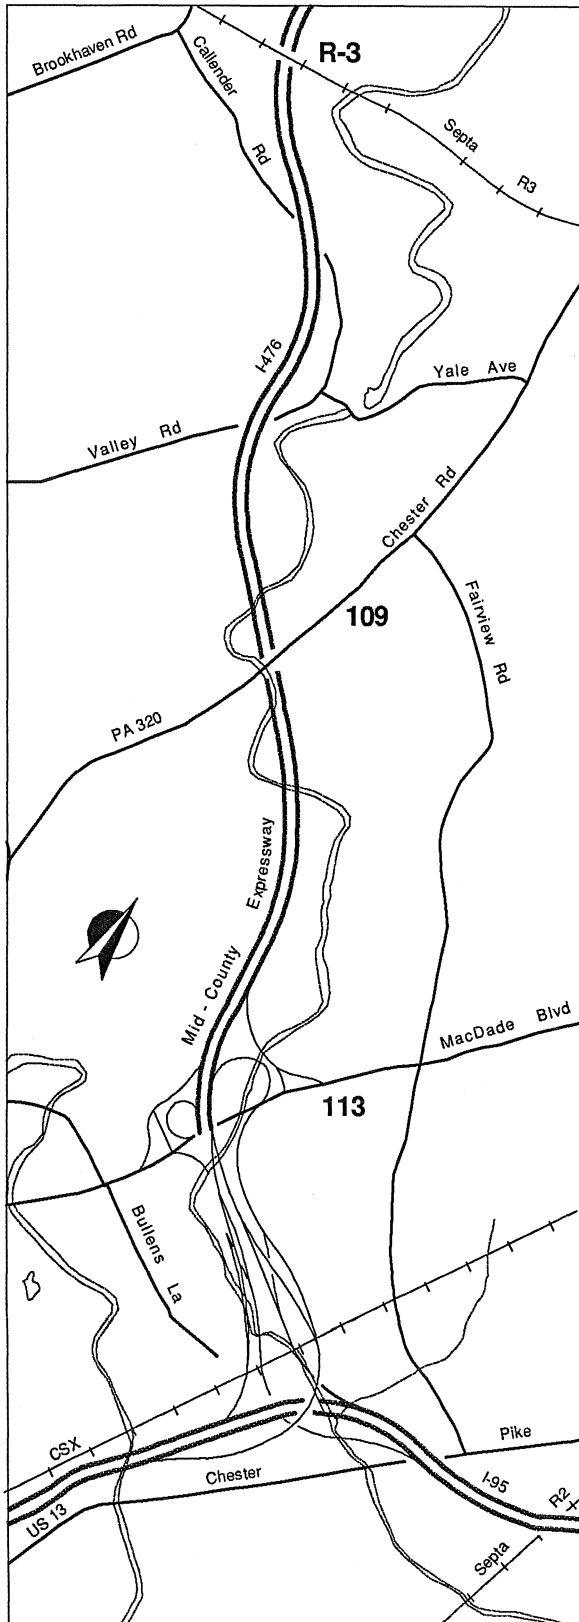 Brookhaven Rd
Callender Rd
R-3
Septa R3
I-476
Yale Ave
Valley Rd
Chester Rd
109
Fairview Rd
PA 320
Mid - County Expressway
MacDade Blvd
113
Bullens La
CSX
Pike
Chester
I-95
R2
US 13
Septa